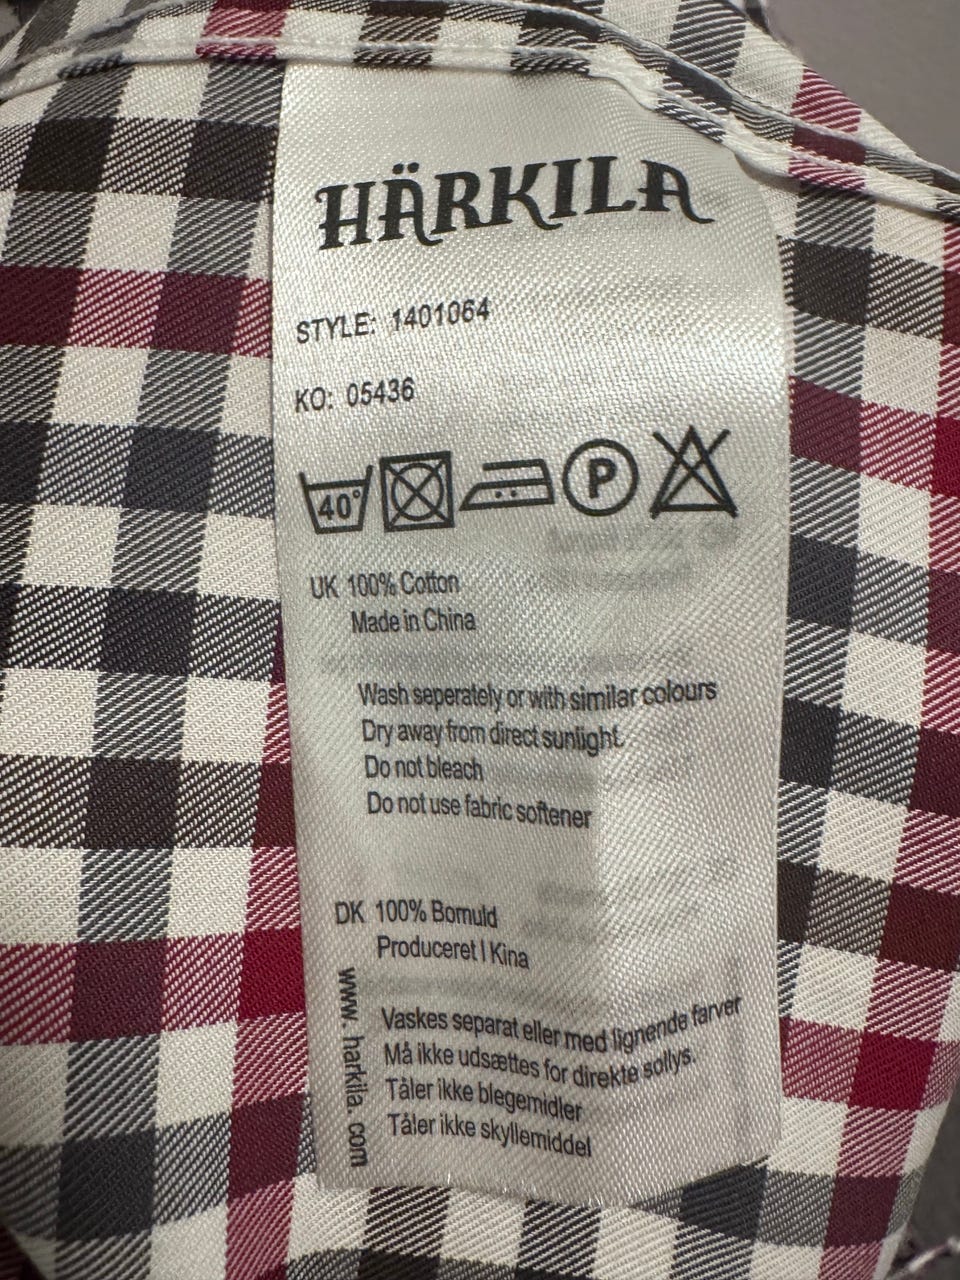 HÄRKILA
STYLE: 1401064
KO: 05436
40°
P
UK 100% Cotton
Made in China
Wash seperately or with similar colours
Dry away from direct sunlight.
Do not bleach
Do not use fabric softener
DK 100% Bomuld
Produceret I Kina
Vaskes separat eller med lignende farver
Må ikke udsættes for direkte sollys.
Tåler ikke blegemidler
Tåler ikke skyllemiddel
www. harkila. com